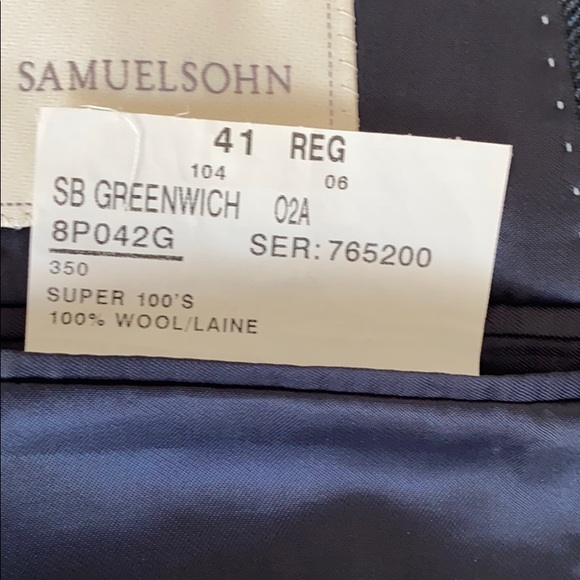 SAMUELSOHN
41 REG
104 06
SB GREENWICH 02A
8P042G SER: 765200
350
SUPER 100'S
100% WOOL/LAINE